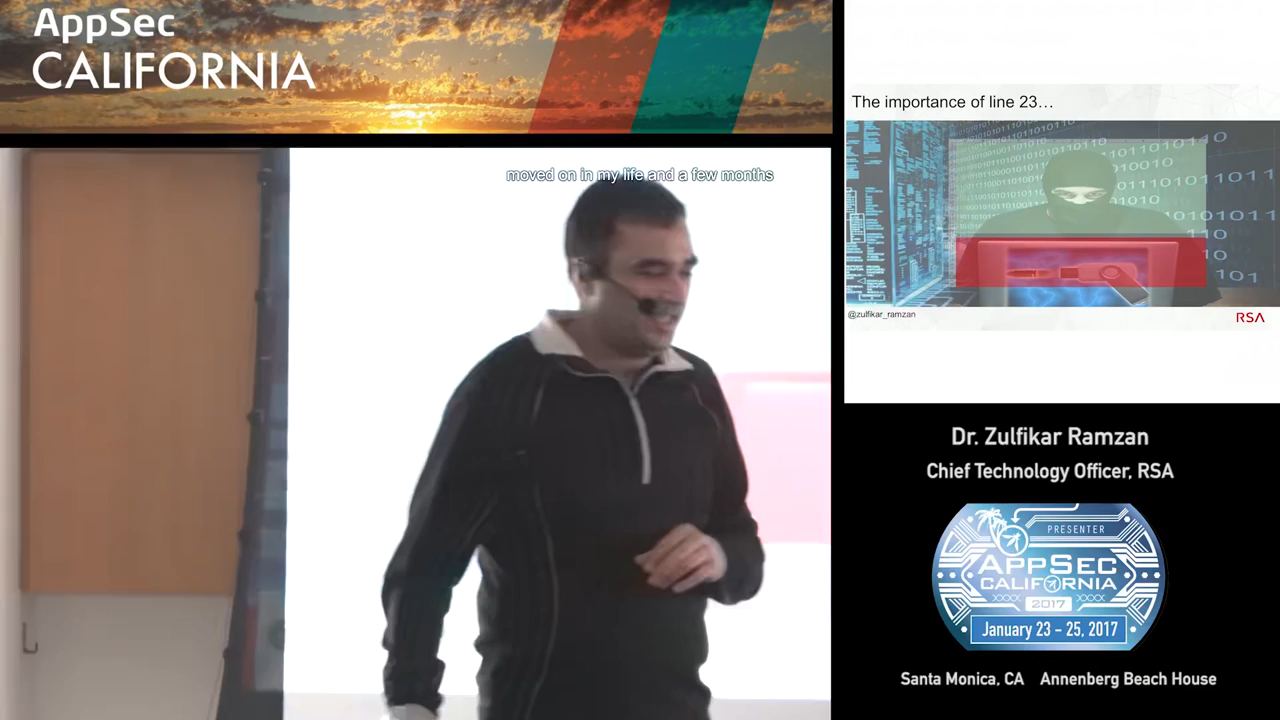 AppSec
CALIFORNIA
moved on in my life and a few months
The importance of line 23…
@zulfikar_ramzan
RSA
Dr. Zulfikar Ramzan
Chief Technology Officer, RSA
PRESENTER
APPSEC
CALIFORNIA
2017
January 23 - 25, 2017
Santa Monica, CA Annenberg Beach House